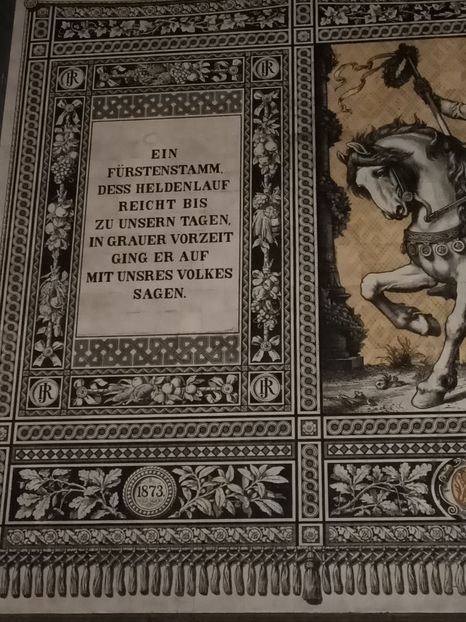 EIN
FÜRSTENSTAMM,
DESS HELDENLAUF
REICHT BIS
ZU UNSERN TAGEN,
IN GRAUER VORZEIT
GING ER AUF
MIT UNSRES VOLKES
SAGEN.
1873.